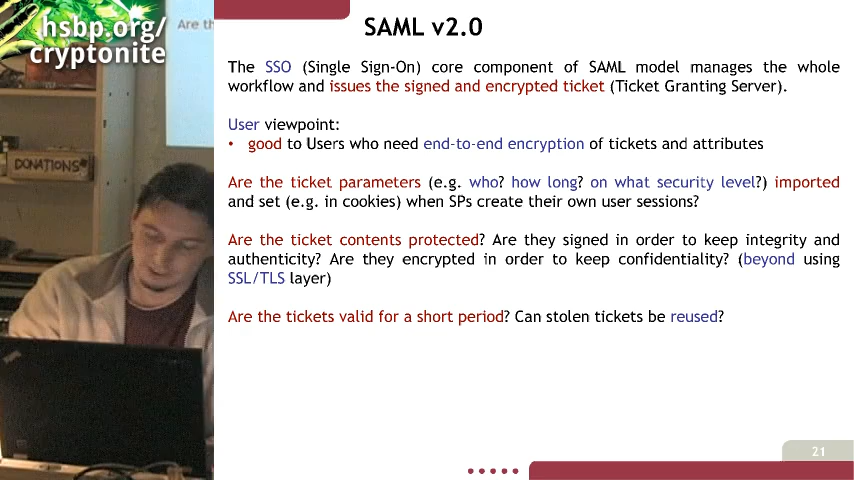 hsbp.org/
cryptonite
Are th
DONATIONS
SAML v2.0
The SSO (Single Sign-On) core component of SAML model manages the whole
workflow and issues the signed and encrypted ticket (Ticket Granting Server).
User viewpoint:
• good to Users who need end-to-end encryption of tickets and attributes
Are the ticket parameters (e.g. who? how long? on what security level?) imported
and set (e.g. in cookies) when SPs create their own user sessions?
Are the ticket contents protected? Are they signed in order to keep integrity and
authenticity? Are they encrypted in order to keep confidentiality? (beyond using
SSL/TLS layer)
Are the tickets valid for a short period? Can stolen tickets be reused?
21